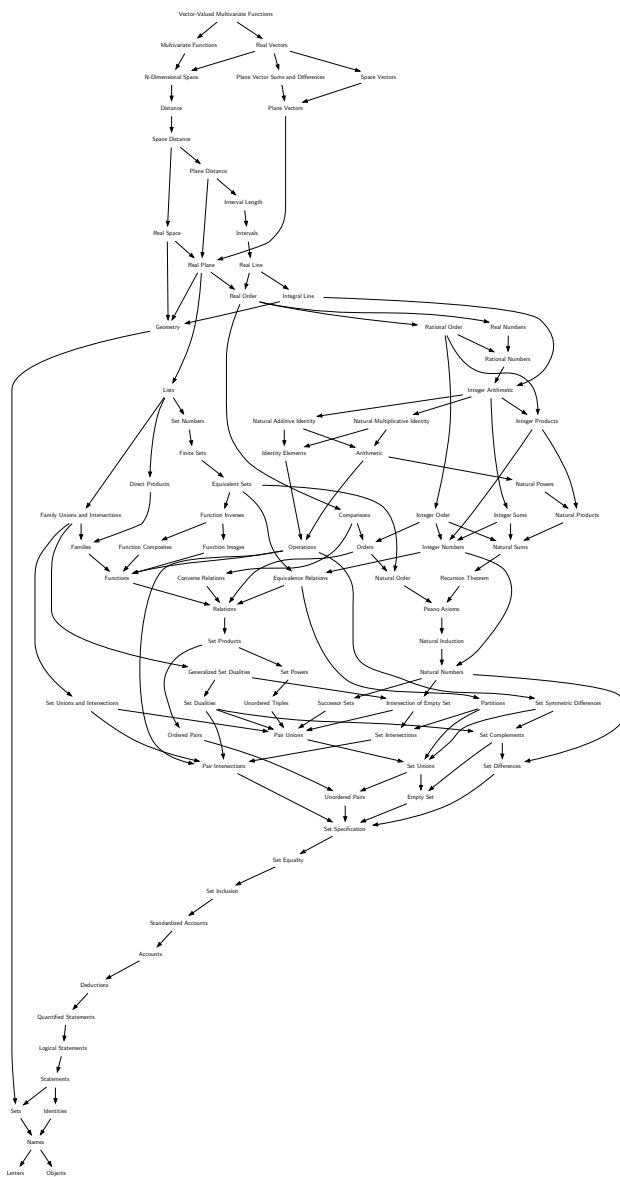 Vector-Valued Multivariate Functions
Multivariate Functions Real Vectors
N-Dimensional Space Plane Vector Sums and Differences Space Vectors
Distance Plane Vectors
Space Distance
Plane Distance
Interval Length
Real Space Intervals
Real Plane Real Line
Real Order Integral Line
Geometry Rational Order Real Numbers
Rational Numbers
Lists Integer Arithmetic
Set Numbers Natural Additive Identity Natural Multiplicative Identity Integer Products
Finite Sets Identity Elements Arithmetic
Direct Products Equivalent Sets Natural Powers
Family Unions and Intersections Function Inverses Comparisons Integer Order Integer Sums Natural Products
Families Function Composites Function Images Operations Orders Integer Numbers Natural Sums
Functions Converse Relations Equivalence Relations Natural Order Recursion Theorem
Relations Peano Axioms
Set Products Natural Induction
Generalized Set Dualities Set Powers Natural Numbers
Set Unions and Intersections Set Dualities Unordered Triples Successor Sets Intersection of Empty Set Partitions Set Symmetric Differences
Ordered Pairs Pair Unions Set Intersections Set Complements
Pair Intersections Set Unions Set Differences
Unordered Pairs Empty Set
Set Specification
Set Equality
Set Inclusion
Standardized Accounts
Accounts
Deductions
Quantified Statements
Logical Statements
Statements
Sets Identities
Names
Letters Objects